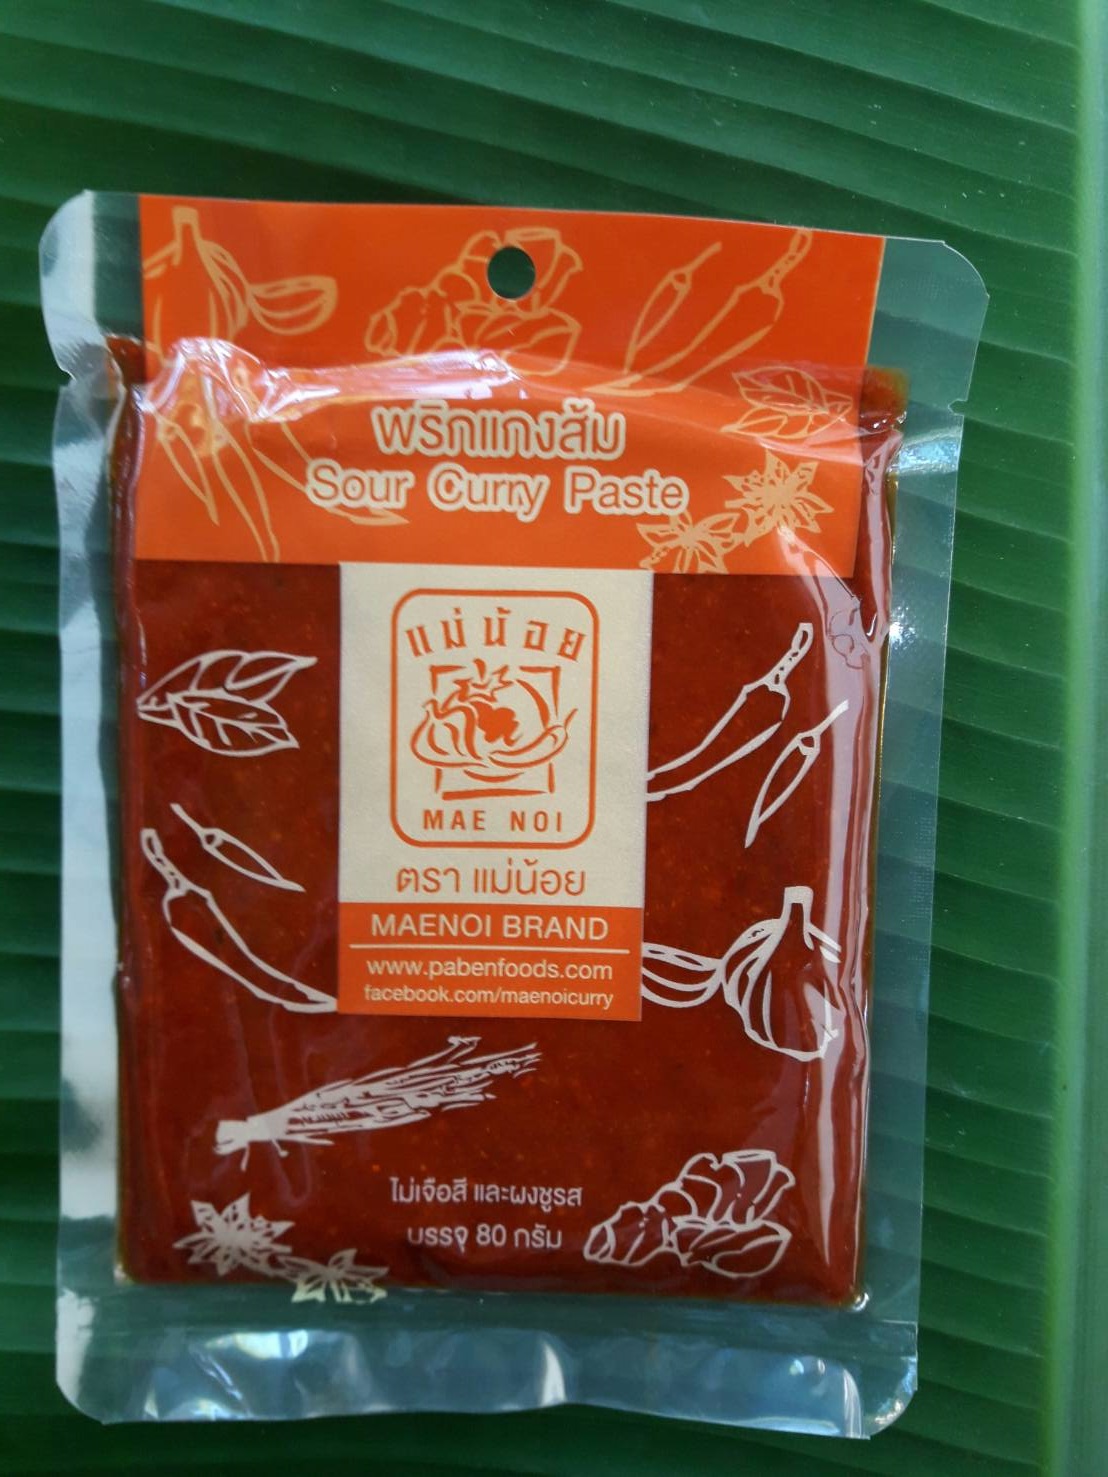 พริกแกงส้ม
Sour Curry Paste
แม่น้อย
MAE NOI
ตรา แม่น้อย
MAENOI BRAND
www.pabenfoods.com
facebook.com/maenoicurry
ไม่เจือสี และผงชูรส
บรรจุ 80 กรัม